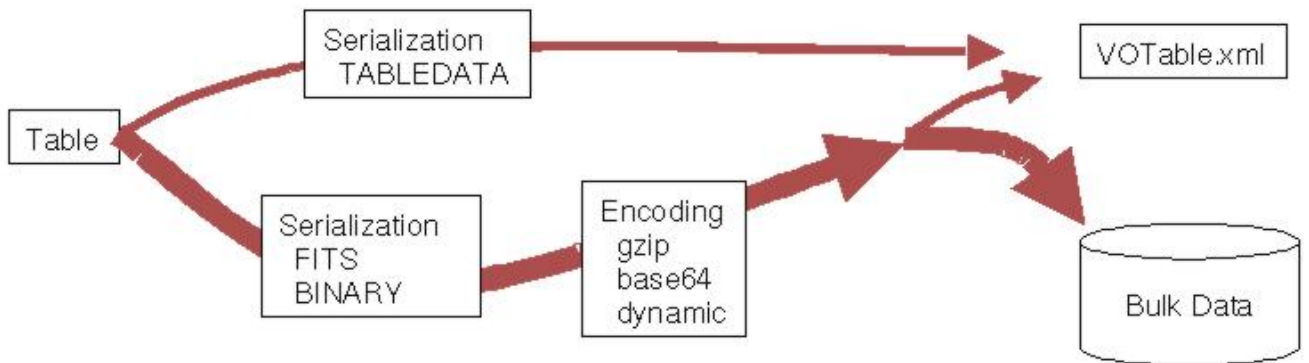 Table
Serialization
TABLEDATA
Serialization
FITS
BINARY
Encoding
gzip
base64
dynamic
VOTable.xml
Bulk Data